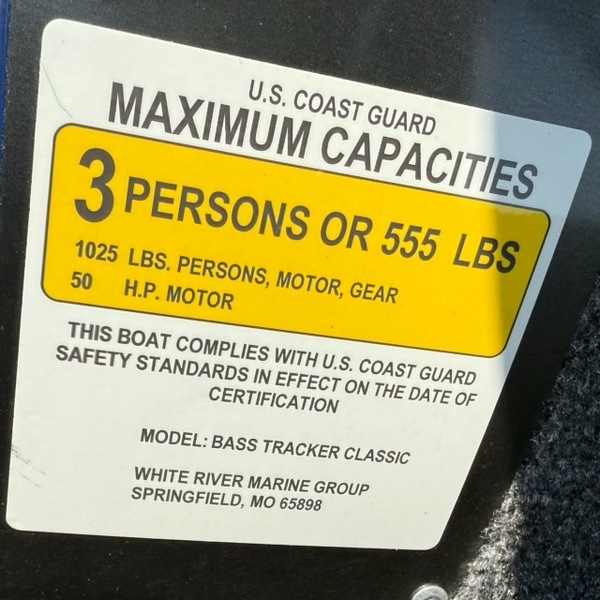 U.S. COAST GUARD
MAXIMUM CAPACITIES
3 PERSONS OR 555 LBS
1025 LBS. PERSONS, MOTOR, GEAR
50 H.P. MOTOR
THIS BOAT COMPLIES WITH U.S. COAST GUARD
SAFETY STANDARDS IN EFFECT ON THE DATE OF
CERTIFICATION
MODEL: BASS TRACKER CLASSIC
WHITE RIVER MARINE GROUP
SPRINGFIELD, MO 65898